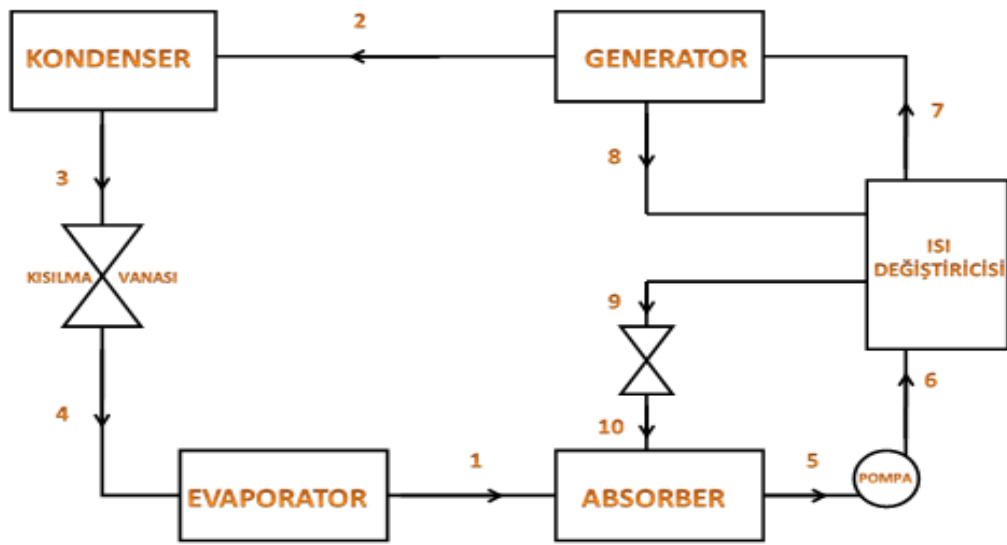 2
KONDENSER
GENERATOR
7
8
3
ISI
DEĞİŞTİRİCİSİ
KISILMA VANASI
9
6
4
10
1
5
EVAPORATOR
ABSORBER
POMPA